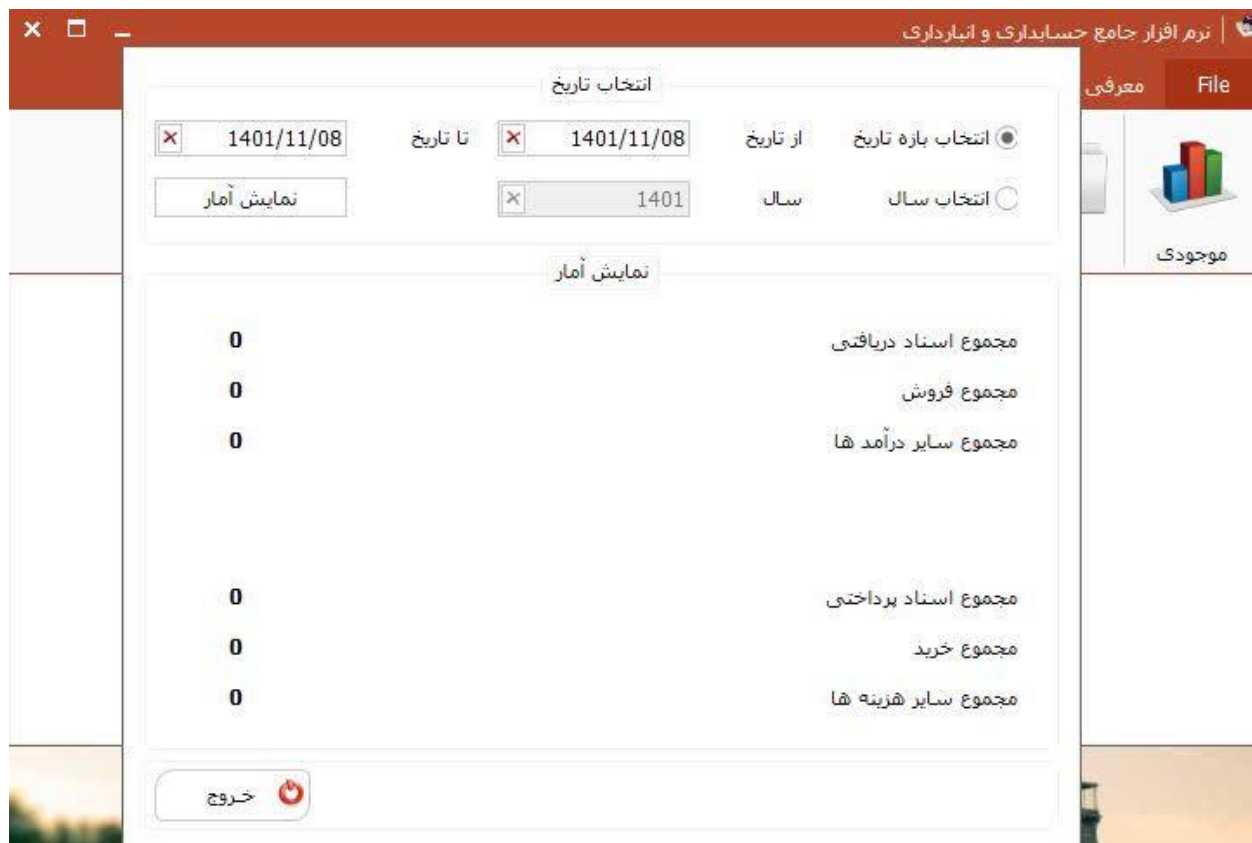 نرم افزار جامع حسابداری و انبارداری
File معرفی
موجودی
انتخاب تاریخ
انتخاب بازه تاریخ از تاریخ 1401/11/08 تا تاریخ 1401/11/08
انتخاب سال سال 1401 نمایش آمار
نمایش آمار
مجموع اسناد دریافتی 0
مجموع فروش 0
مجموع سایر درآمد ها 0
مجموع اسناد پرداختی 0
مجموع خرید 0
مجموع سایر هزینه ها 0
خروج